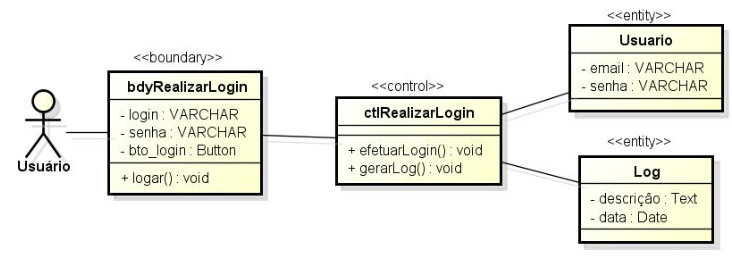 Usuário
<<boundary>>
bdyRealizarLogin
- login : VARCHAR
- senha : VARCHAR
- bto_login : Button
+ logar() : void
<<control>>
ctlRealizarLogin
+ efetuarLogin() : void
+ gerarLog() : void
<<entity>>
Usuario
- email : VARCHAR
- senha : VARCHAR
<<entity>>
Log
- descrição : Text
- data : Date